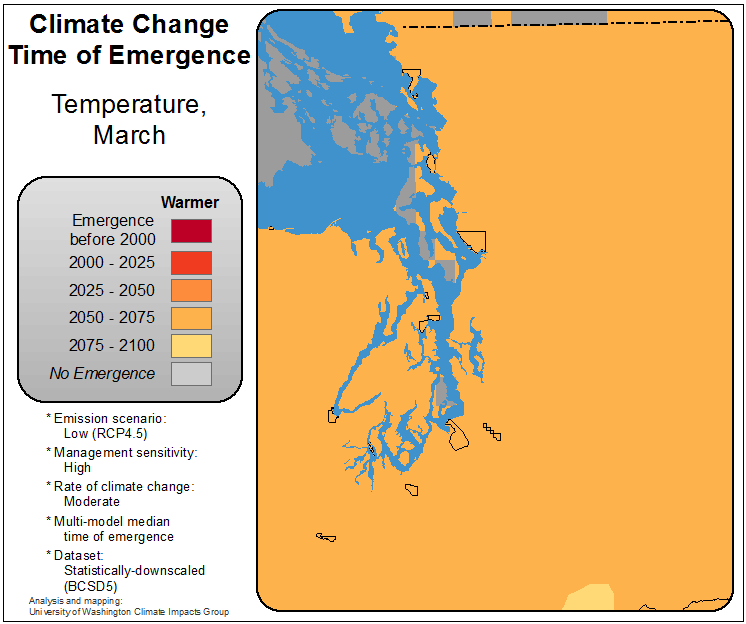 Climate Change
Time of Emergence
Temperature,
March
Warmer
Emergence
before 2000
2000 - 2025
2025 - 2050
2050 - 2075
2075 - 2100
No Emergence
* Emission scenario:
Low (RCP4.5)
* Management sensitivity:
High
* Rate of climate change:
Moderate
* Multi-model median
time of emergence
* Dataset:
Statistically-downscaled
(BCSD5)
Analysis and mapping:
University of Washington Climate Impacts Group